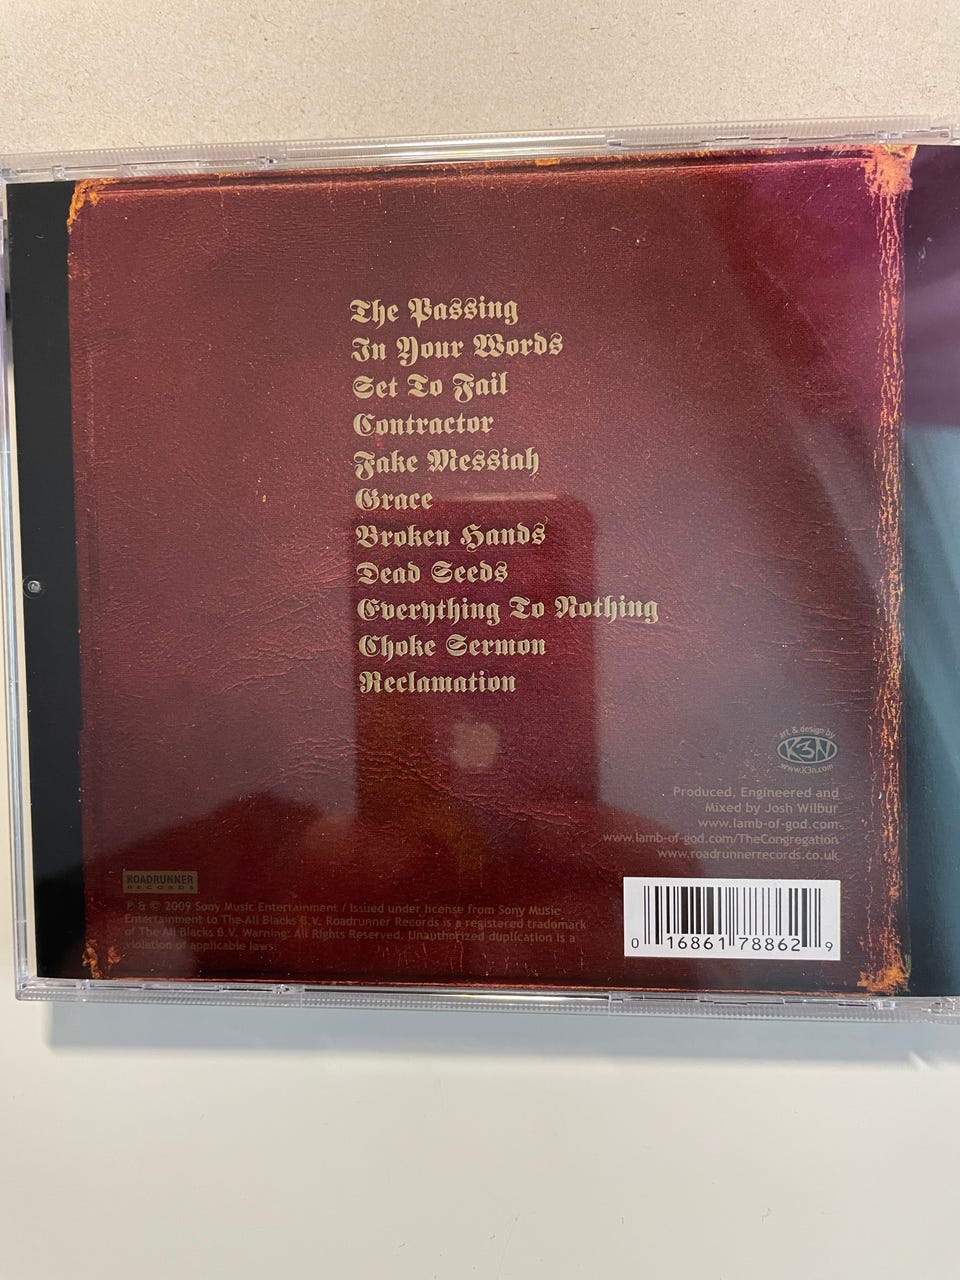 The Passing
In Your Words
Set To Fail
Contractor
Fake Messiah
Grace
Broken Hands
Dead Seeds
Everything To Nothing
Choke Sermon
Reclamation
art & design by
K3N
www.k3n.com
Produced, Engineered and
Mixed by Josh Wilbur
www.lamb-of-god.com
www.lamb-of-god.com/TheCongregation
www.roadrunnerrecords.co.uk
ROADRUNNER
RECORDS
℗ & © 2009 Sony Music Entertainment / Issued under license from Sony Music
Entertainment to The All Blacks B.V. Roadrunner Records is a registered trademark
of The All Blacks B.V. Warning: All Rights Reserved. Unauthorized duplication is a
violation of applicable laws.
0 16861 78862 9